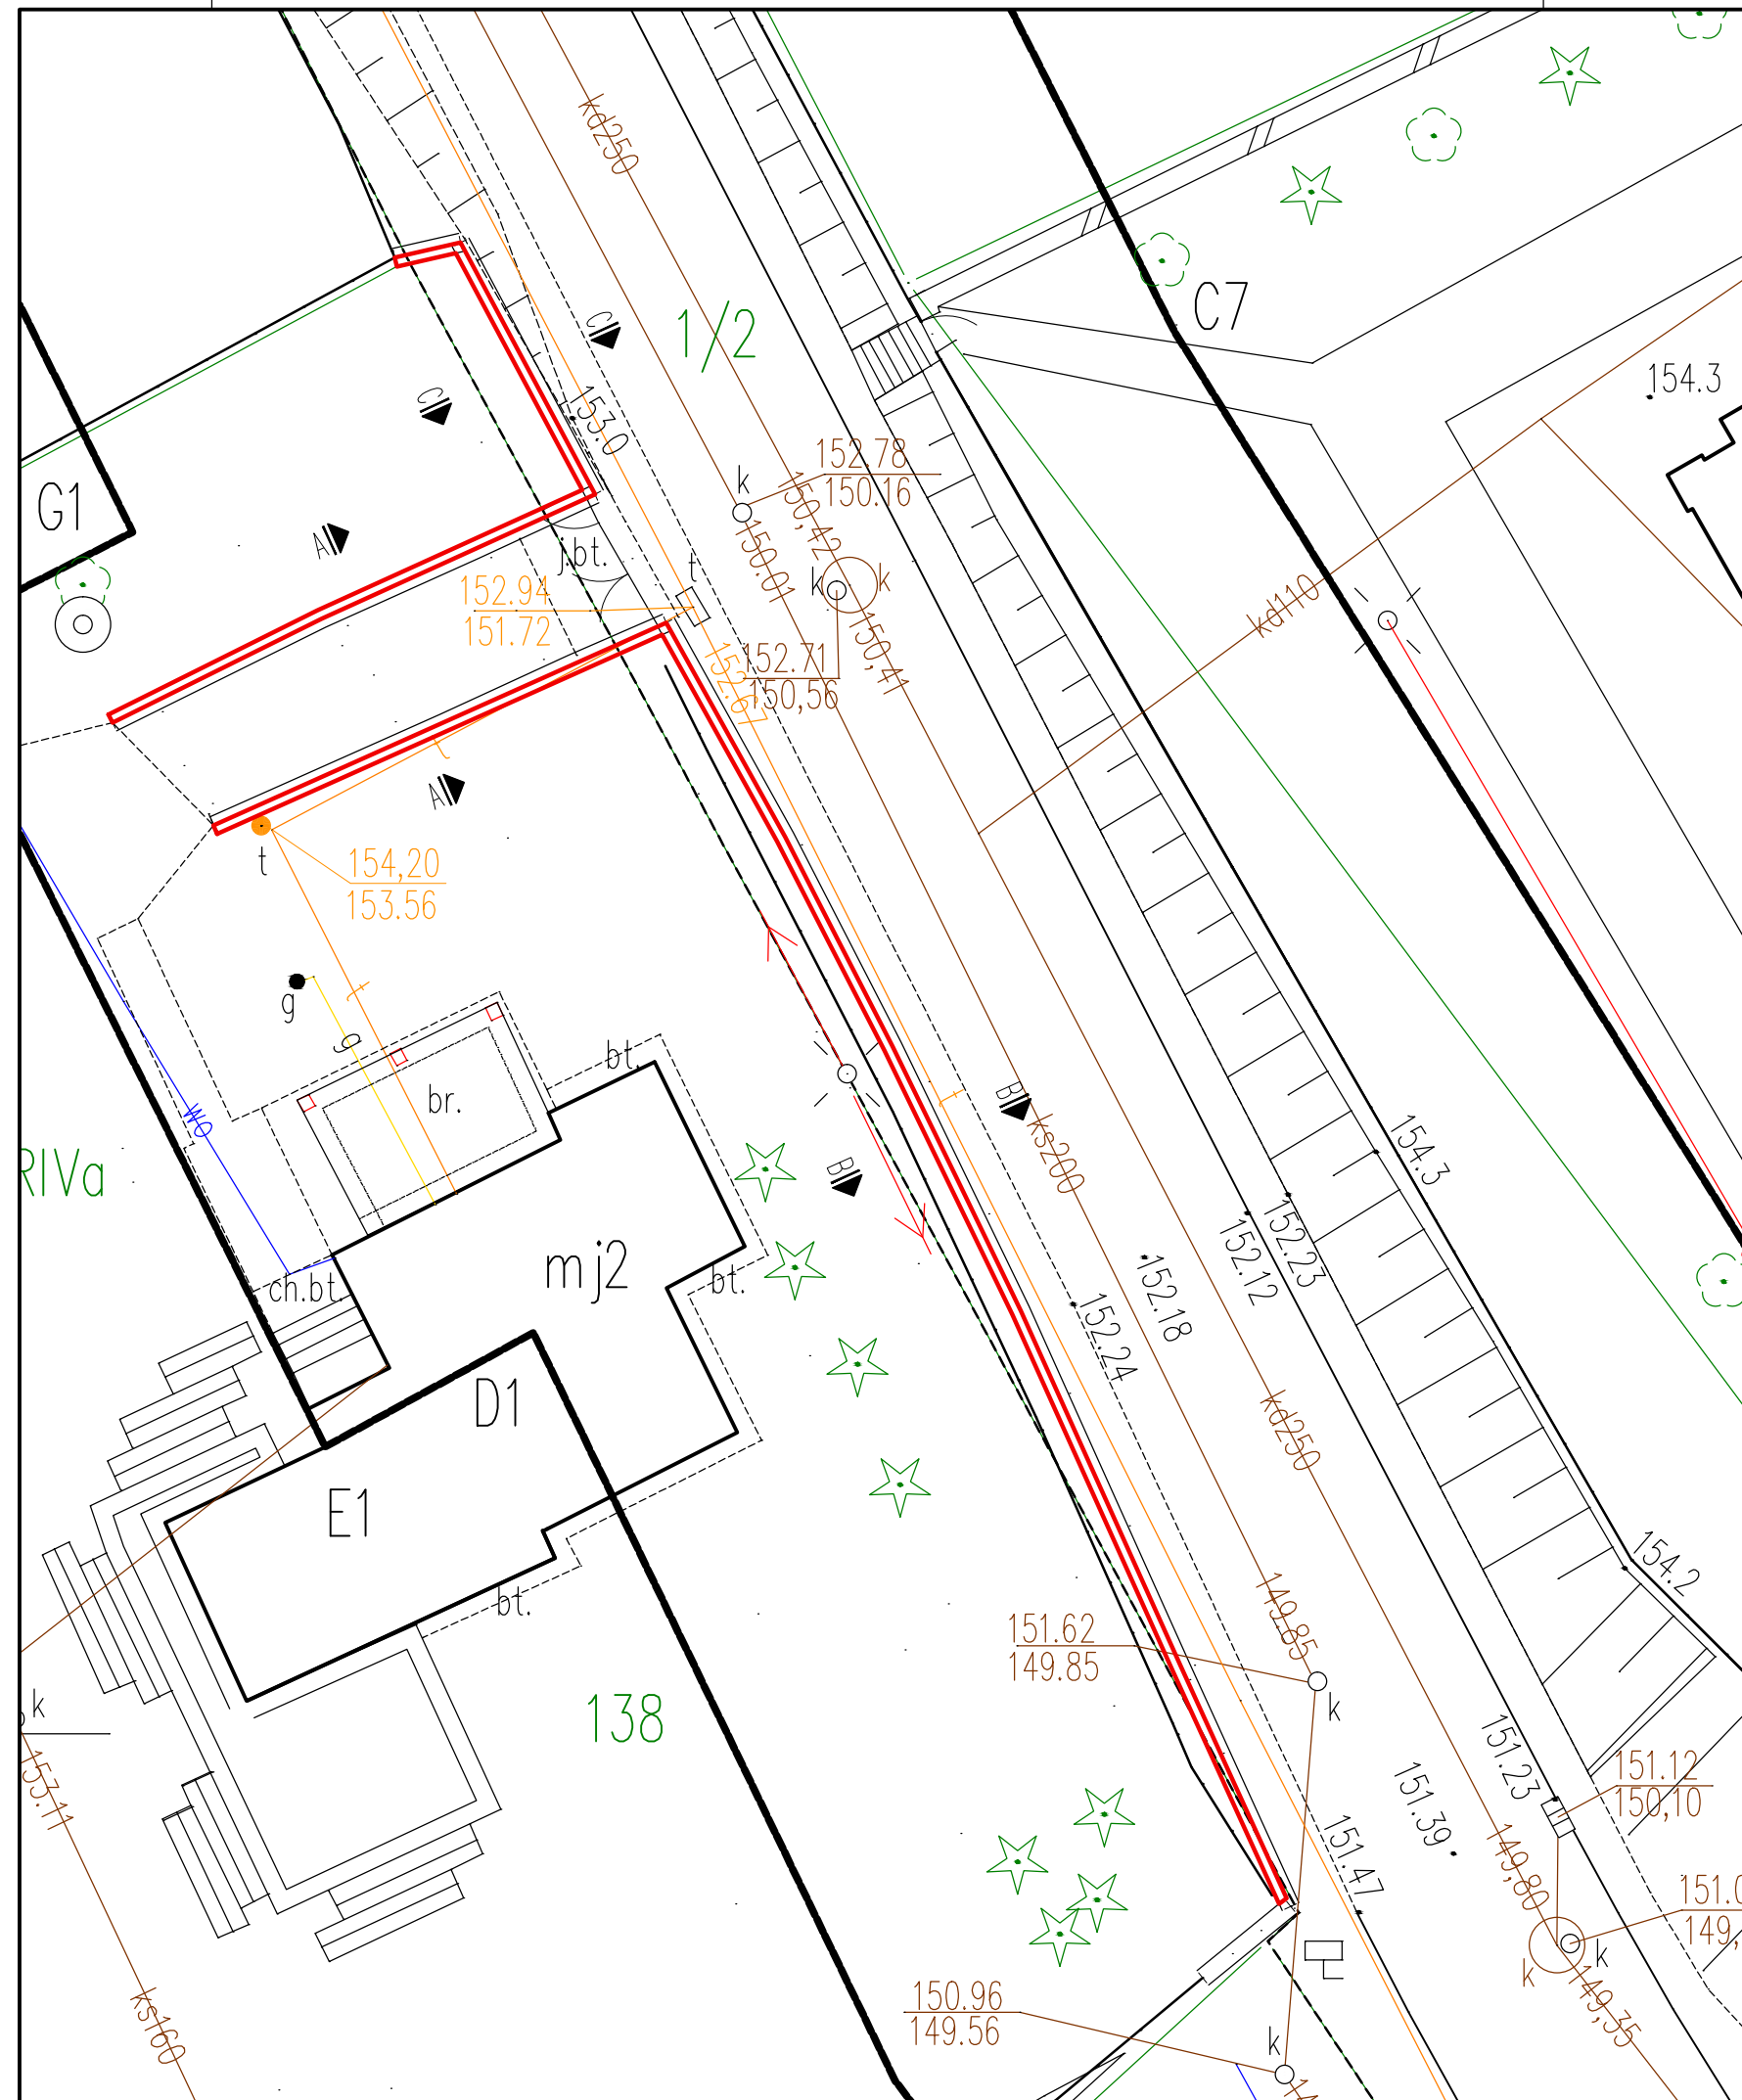 kd250
1/2
C7
154.3
C
C
153.0
G1
A
j.bt.
k
152.78
150.16
150,42
150.01
t
k
k
150,41
kd110
152.94
151.72
152.71
150,56
152.67
t
A
t
154,20
153.56
t
g
g
br.
bt.
wo
RIVa
t
B
B
ks200
154.3
152.23
152.12
152.18
152.24
mj2
bt.
ch.bt.
D1
kd250
E1
bt.
154.2
149.85
151.62
149.85
k
138
k
153.11
151.23
151.12
150,10
151.39
151.47
149,80
k
k
149,35
ks160
150.96
149.56
k